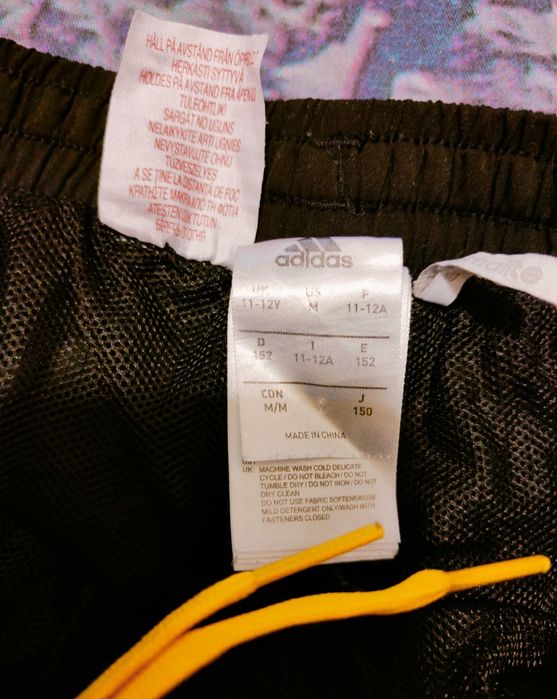 HÅLL PÅ AVSTÅND FRÅN ÖPPEN
HERKÄSTI SYTTYVÄ
HOLDES PÅ AVSTAND FRA ÅPEN ILD
TULEOHTLIK!
SARGĀT NO UGUNS
NELAIKYKITE ARTI UGNIES
NEVYSTAVUJTE OHNU
TŰZVESZÉLYES
A SE ȚINE LA DISTANȚĂ DE FOC
ΚΡΑΤΗΣΤΕ ΜΑΚΡΙΑ ΑΠΟ ΤΗ ΦΩΤΙΑ
ATEŞTEN UZAK TUTUN
adidas
UK US F
11-12Y M 11-12A
D I E
152 11-12A 152
CDN J
M/M 150
MADE IN CHINA
UK: MACHINE WASH COLD DELICATE
CYCLE / DO NOT BLEACH / DO NOT
TUMBLE DRY / DO NOT IRON / DO NOT
DRY CLEAN
DO NOT USE FABRIC SOFTENER/USE
MILD DETERGENT ONLY/WASH WITH
FASTENERS CLOSED